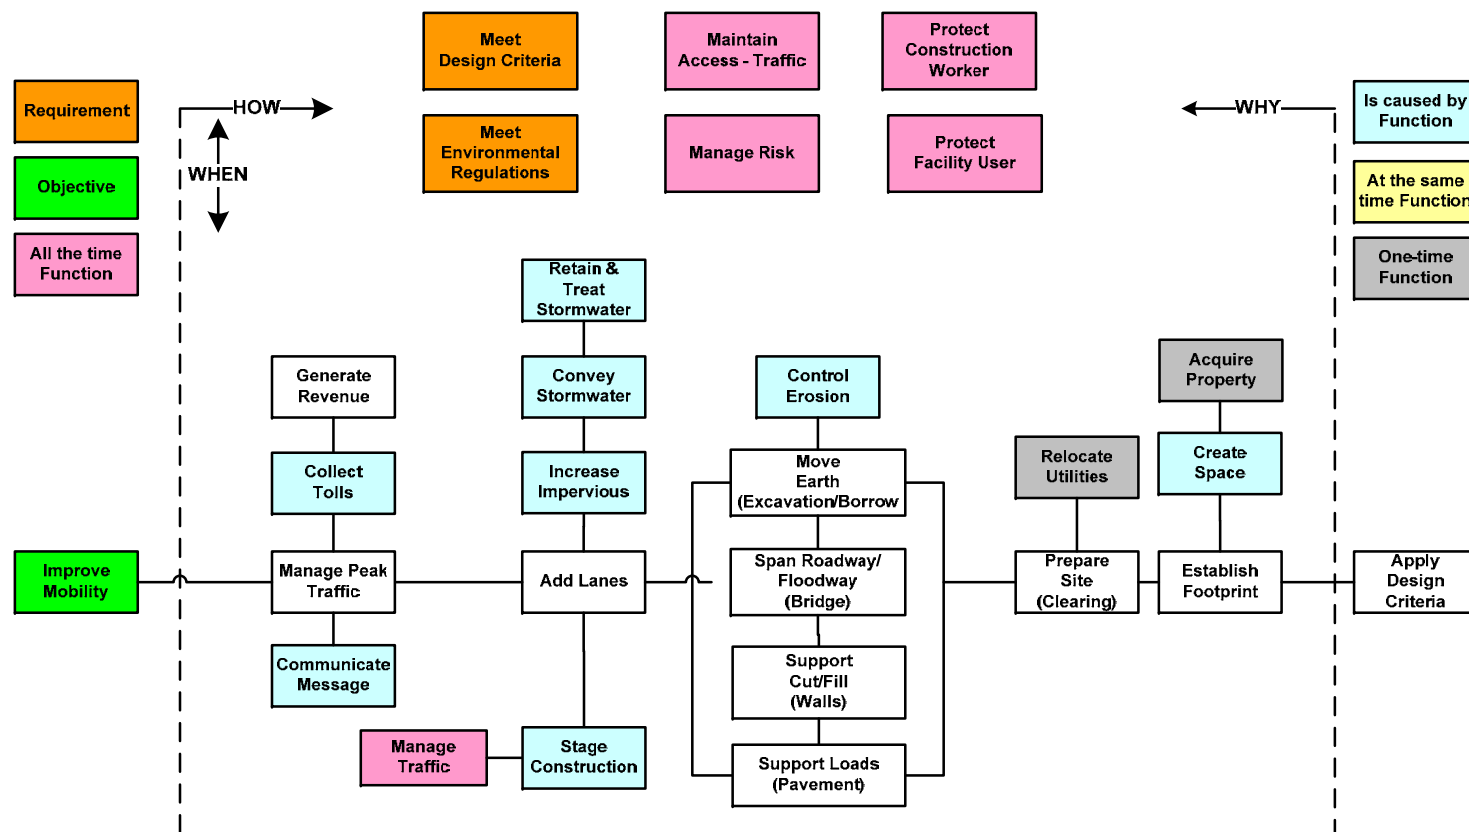 Meet
Design Criteria
Maintain
Access - Traffic
Protect
Construction
Worker
Requirement
HOW
WHY
Is caused by
Function
Meet
Environmental
Regulations
Manage Risk
Protect
Facility User
WHEN
Objective
At the same
time Function
All the time
Function
One-time
Function
Retain &
Treat
Stormwater
Generate
Revenue
Convey
Stormwater
Control
Erosion
Acquire
Property
Collect
Tolls
Increase
Impervious
Move
Earth
(Excavation/Borrow
Relocate
Utilities
Create
Space
Improve
Mobility
Manage Peak
Traffic
Add Lanes
Span Roadway/
Floodway
(Bridge)
Prepare
Site
(Clearing)
Establish
Footprint
Apply
Design
Criteria
Communicate
Message
Support
Cut/Fill
(Walls)
Manage
Traffic
Stage
Construction
Support Loads
(Pavement)